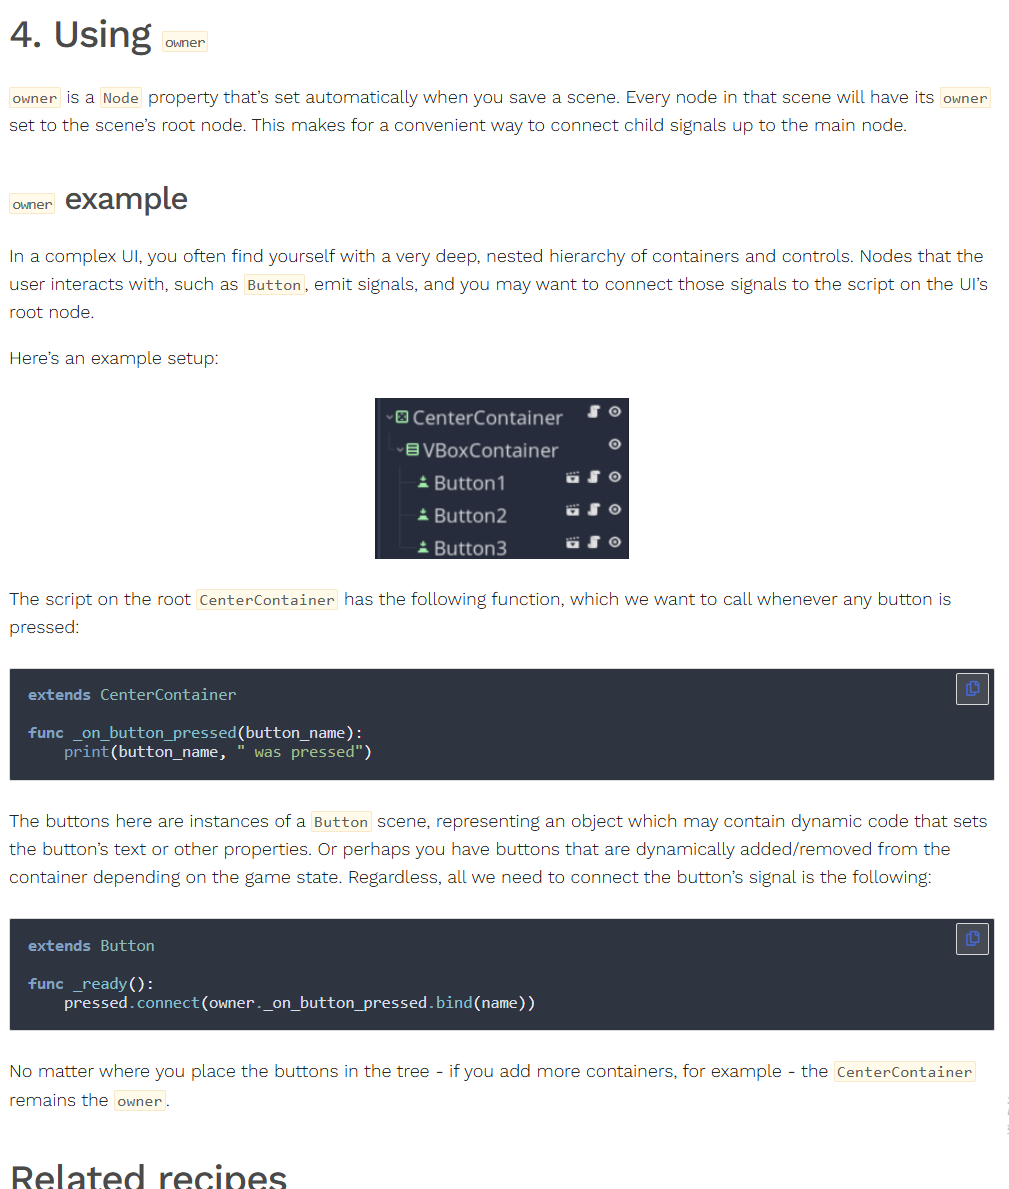 4. Using owner
owner is a Node property that's set automatically when you save a scene. Every node in that scene will have its owner
set to the scene's root node. This makes for a convenient way to connect child signals up to the main node.
owner example
In a complex UI, you often find yourself with a very deep, nested hierarchy of containers and controls. Nodes that the
user interacts with, such as Button, emit signals, and you may want to connect those signals to the script on the UI's
root node.
Here's an example setup:
CenterContainer
VBoxContainer
Button1
Button2
Button3
The script on the root CenterContainer has the following function, which we want to call whenever any button is
pressed:
extends CenterContainer
func _on_button_pressed(button_name):
    print(button_name, " was pressed")
The buttons here are instances of a Button scene, representing an object which may contain dynamic code that sets
the button's text or other properties. Or perhaps you have buttons that are dynamically added/removed from the
container depending on the game state. Regardless, all we need to connect the button's signal is the following:
extends Button
func _ready():
    pressed.connect(owner._on_button_pressed.bind(name))
No matter where you place the buttons in the tree - if you add more containers, for example - the CenterContainer
remains the owner.
Related recipes